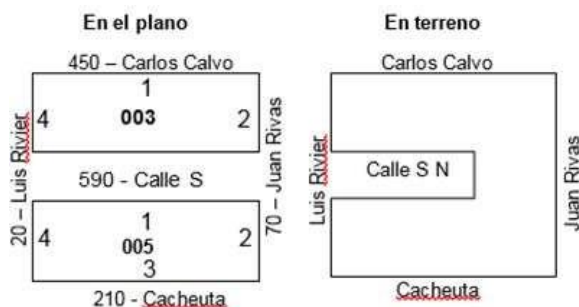 En el plano
450 – Carlos Calvo
1
4
003
2
20 – Luis Rivier
70 – Juan Rivas
590 - Calle S
1
4
005
2
3
210 - Cacheuta
En terreno
Carlos Calvo
Luis Rivier
Calle S N
Juan Rivas
Cacheuta